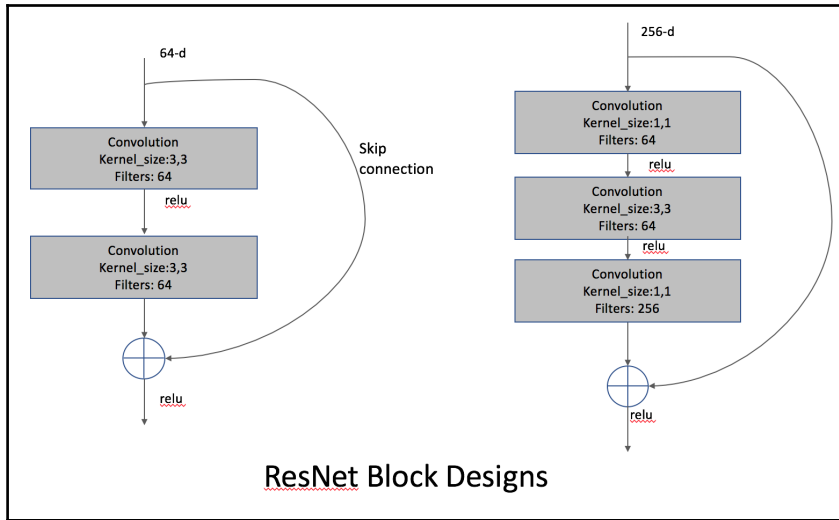 64-d
Convolution
Kernel_size:3,3
Filters: 64
relu
Convolution
Kernel_size:3,3
Filters: 64
relu
Skip
connection
256-d
Convolution
Kernel_size:1,1
Filters: 64
relu
Convolution
Kernel_size:3,3
Filters: 64
relu
Convolution
Kernel_size:1,1
Filters: 256
relu
ResNet Block Designs